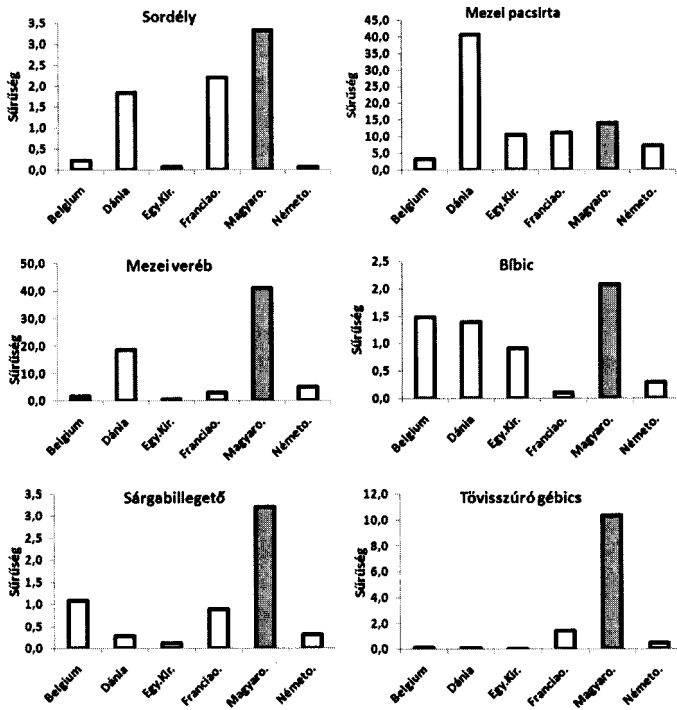 Sordély
Sűrűség
3,5
3,0
2,5
2,0
1,5
1,0
0,5
0,0
Belgium
Dánia
Egy.Kir.
Franciao.
Magyaro.
Németo.
Mezei pacsirta
Sűrűség
45,0
40,0
35,0
30,0
25,0
20,0
15,0
10,0
5,0
0,0
Belgium
Dánia
Egy.Kir.
Franciao.
Magyaro.
Németo.
Mezei veréb
Sűrűség
50,0
40,0
30,0
20,0
10,0
0,0
Belgium
Dánia
Egy.Kir.
Franciao.
Magyaro.
Németo.
Bíbic
Sűrűség
2,5
2,0
1,5
1,0
0,5
0,0
Belgium
Dánia
Egy.Kir.
Franciao.
Magyaro.
Németo.
Sárgabillegető
Sűrűség
3,5
3,0
2,5
2,0
1,5
1,0
0,5
0,0
Belgium
Dánia
Egy.Kir.
Franciao.
Magyaro.
Németo.
Tövisszúró gébics
Sűrűség
12,0
10,0
8,0
6,0
4,0
2,0
0,0
Belgium
Dánia
Egy.Kir.
Franciao.
Magyaro.
Németo.